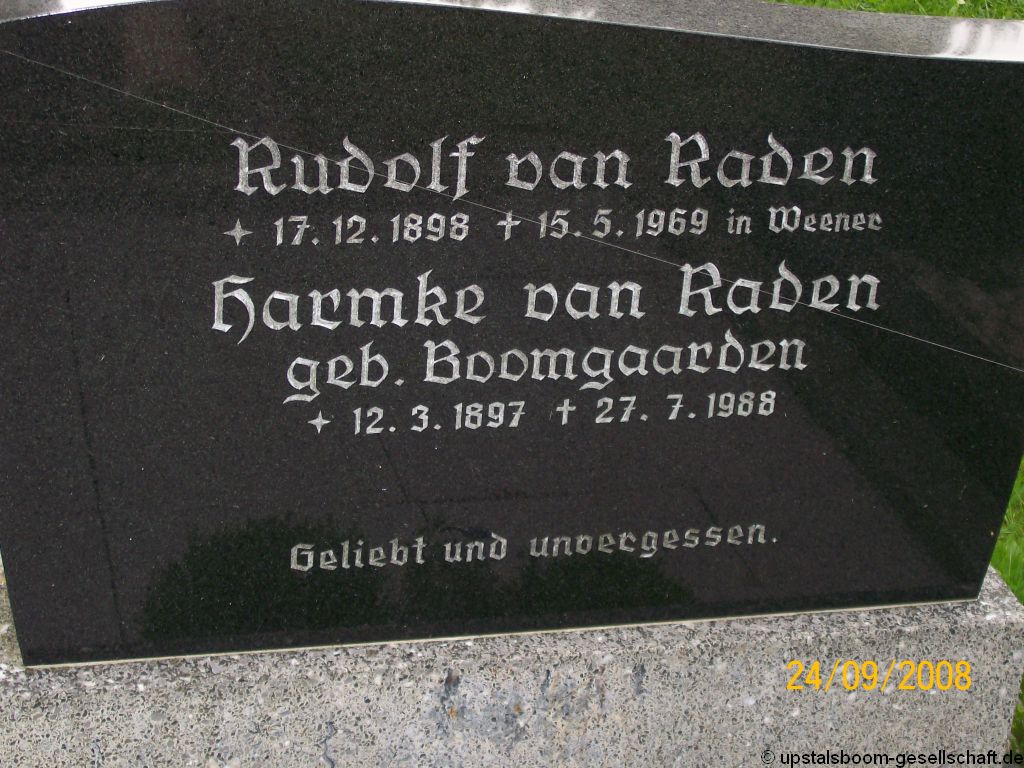 Rudolf van Raden
✦ 17.12.1898 ✝ 15.5.1969 in Weener
Harmke van Raden
geb. Boomgaarden
✦ 12.3.1897 ✝ 27.7.1988
Geliebt und unvergessen.
24/09/2008
© upstalsboom-gesellschaft.de